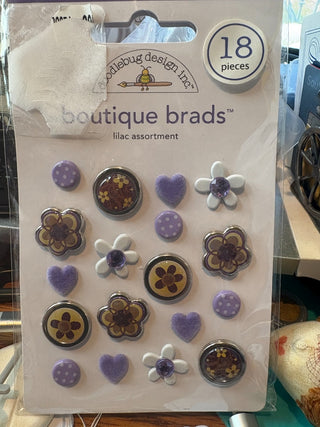 doodlebug design inc.
18
pieces
boutique brads™
lilac assortment